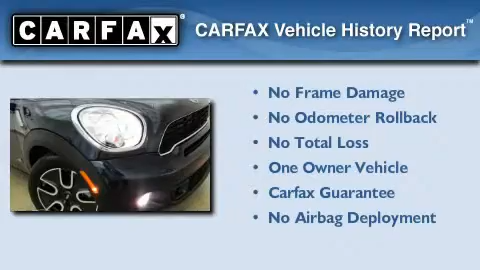 CARFAX® CARFAX Vehicle History Report™
• No Frame Damage
• No Odometer Rollback
• No Total Loss
• One Owner Vehicle
• Carfax Guarantee
• No Airbag Deployment